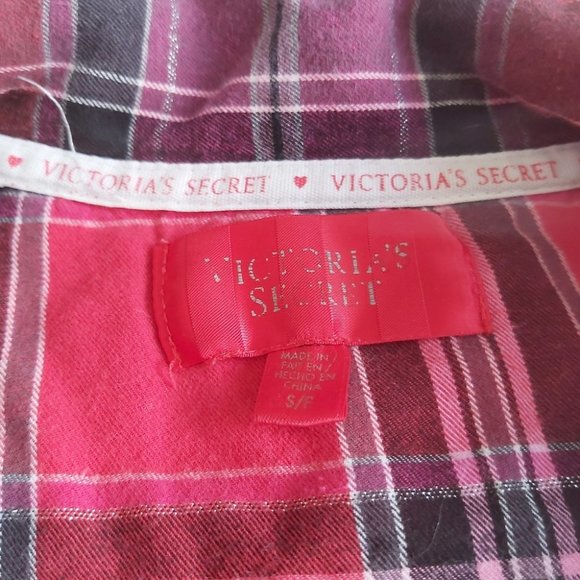 VICTORIA'S SECRET ♥ VICTORIA'S SECRET
VICTORIA'S
SECRET
MADE IN /
FAIT EN /
HECHO EN
CHINA
S/P